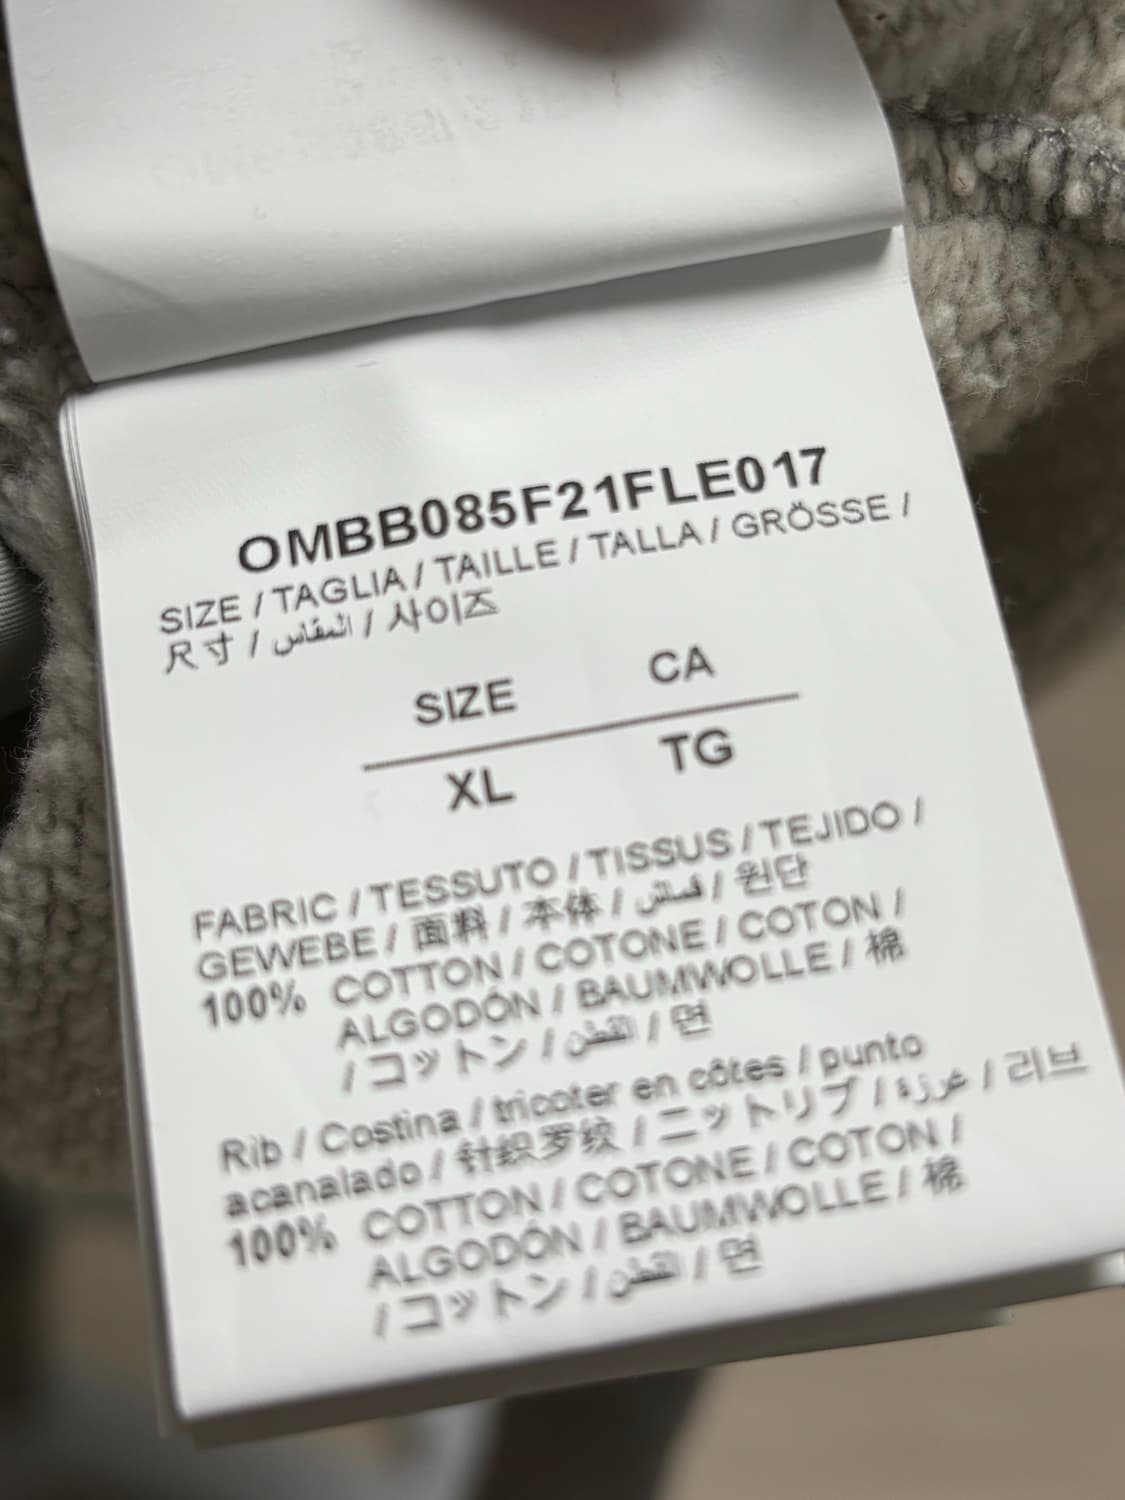 OMBB085F21FLE017
SIZE / TAGLIA / TAILLE / TALLA / GRÖSSE /
尺寸 / المقاس / 사이즈
SIZE CA
XL TG
FABRIC / TESSUTO / TISSUS / TEJIDO /
GEWEBE / 面料 / 本体 / قماش / 원단
100% COTTON / COTONE / COTON /
ALGODÓN / BAUMWOLLE / 棉
/ コットン / القطن / 면
Rib / Costina / tricoter en côtes / punto
acanalado / 针织罗纹 / ニットリブ / غرزة / 리브
100% COTTON / COTONE / COTON /
ALGODÓN / BAUMWOLLE / 棉
/ コットン / القطن / 면